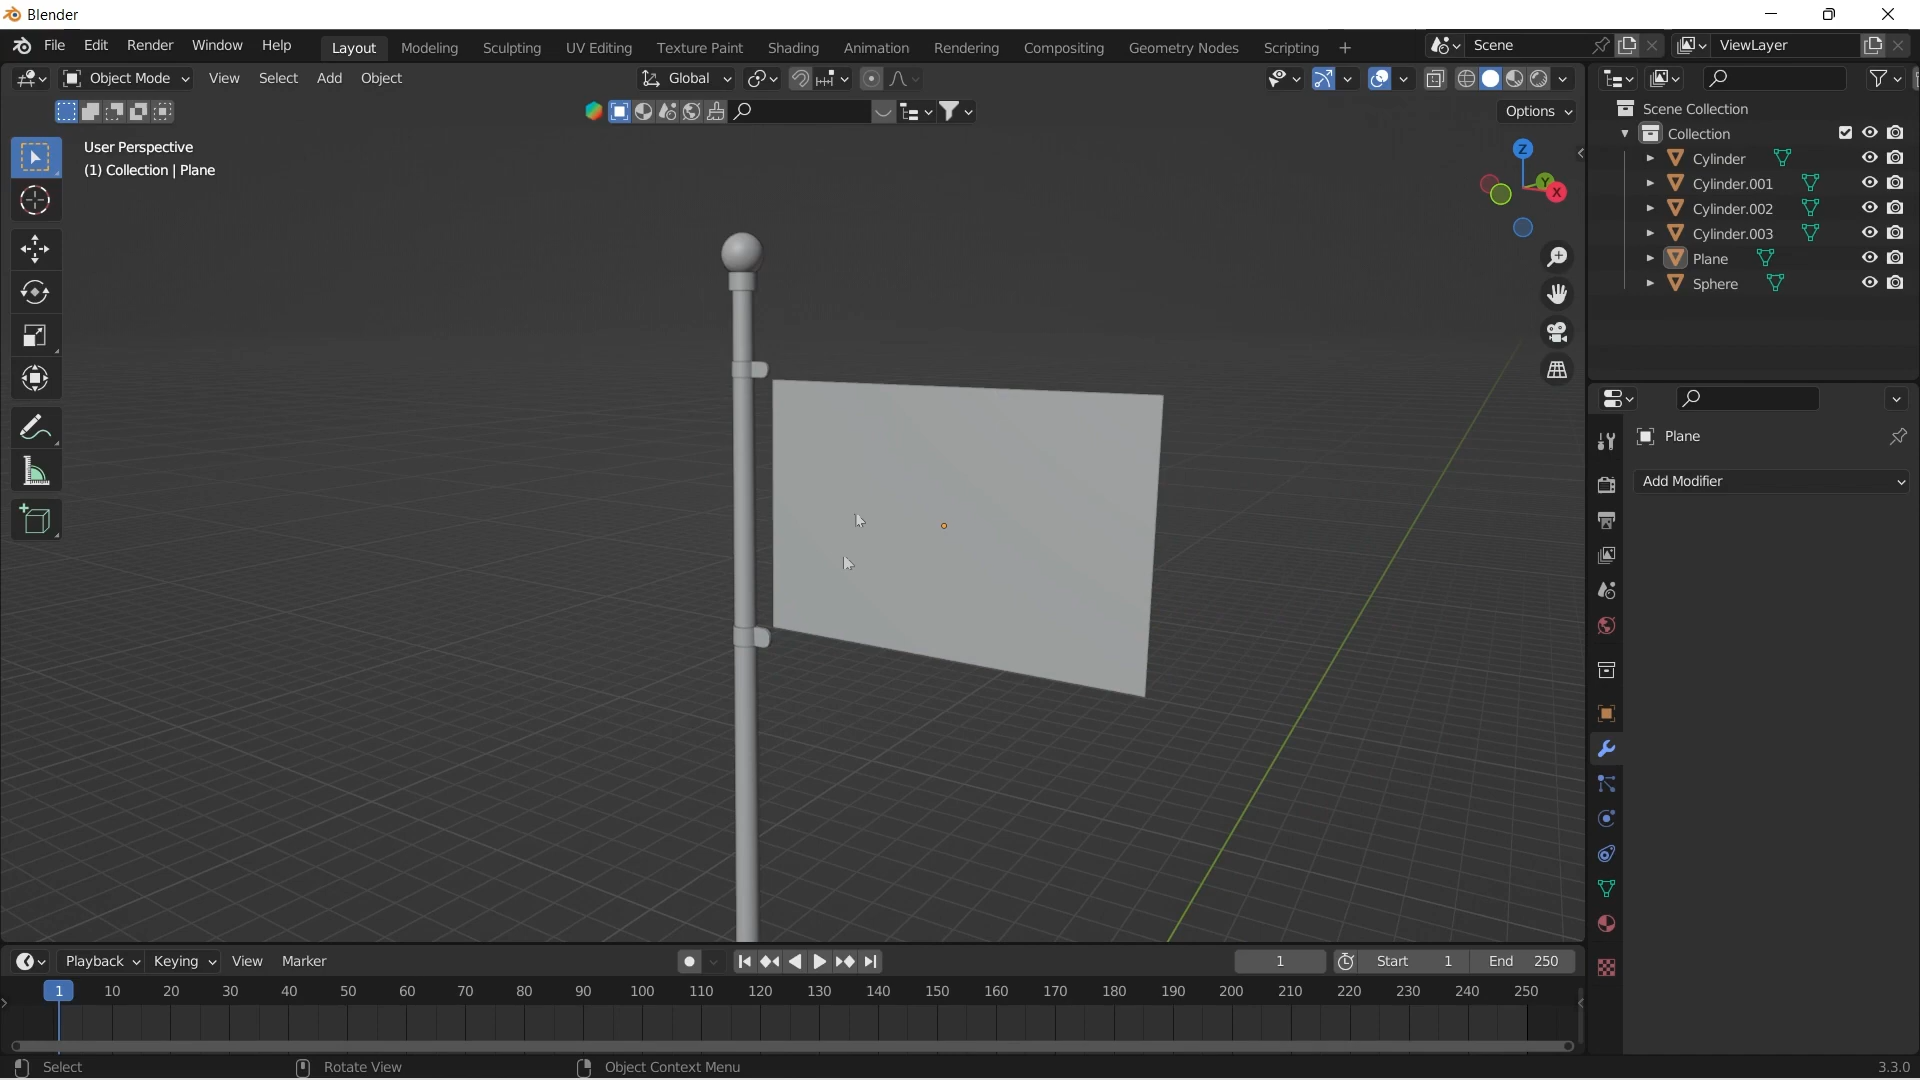 Blender
File Edit Render Window Help Layout Modeling Sculpting UV Editing Texture Paint Shading Animation Rendering Compositing Geometry Nodes Scripting + Scene ViewLayer
Object Mode View Select Add Object Global
Options
User Perspective
(1) Collection | Plane
Z
Y
X
Scene Collection
Collection
Cylinder
Cylinder.001
Cylinder.002
Cylinder.003
Plane
Sphere
Plane
Add Modifier
Playback Keying View Marker 1 Start 1 End 250
1 10 20 30 40 50 60 70 80 90 100 110 120 130 140 150 160 170 180 190 200 210 220 230 240 250
Select Rotate View Object Context Menu 3.3.0